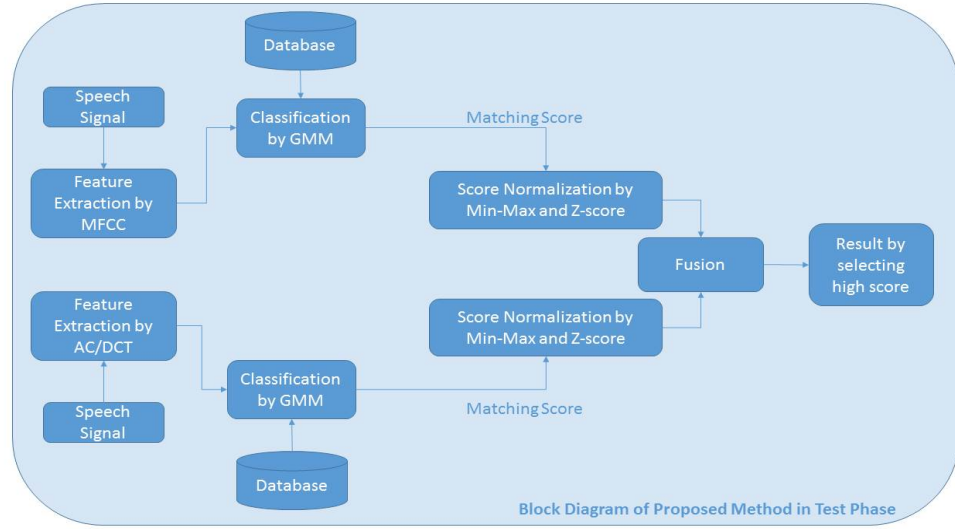 Database
Speech
Signal
Classification
by GMM
Matching Score
Feature
Extraction by
MFCC
Score Normalization by
Min-Max and Z-score
Fusion
Result by
selecting
high score
Feature
Extraction by
AC/DCT
Score Normalization by
Min-Max and Z-score
Classification
by GMM
Matching Score
Speech
Signal
Database
Block Diagram of Proposed Method in Test Phase